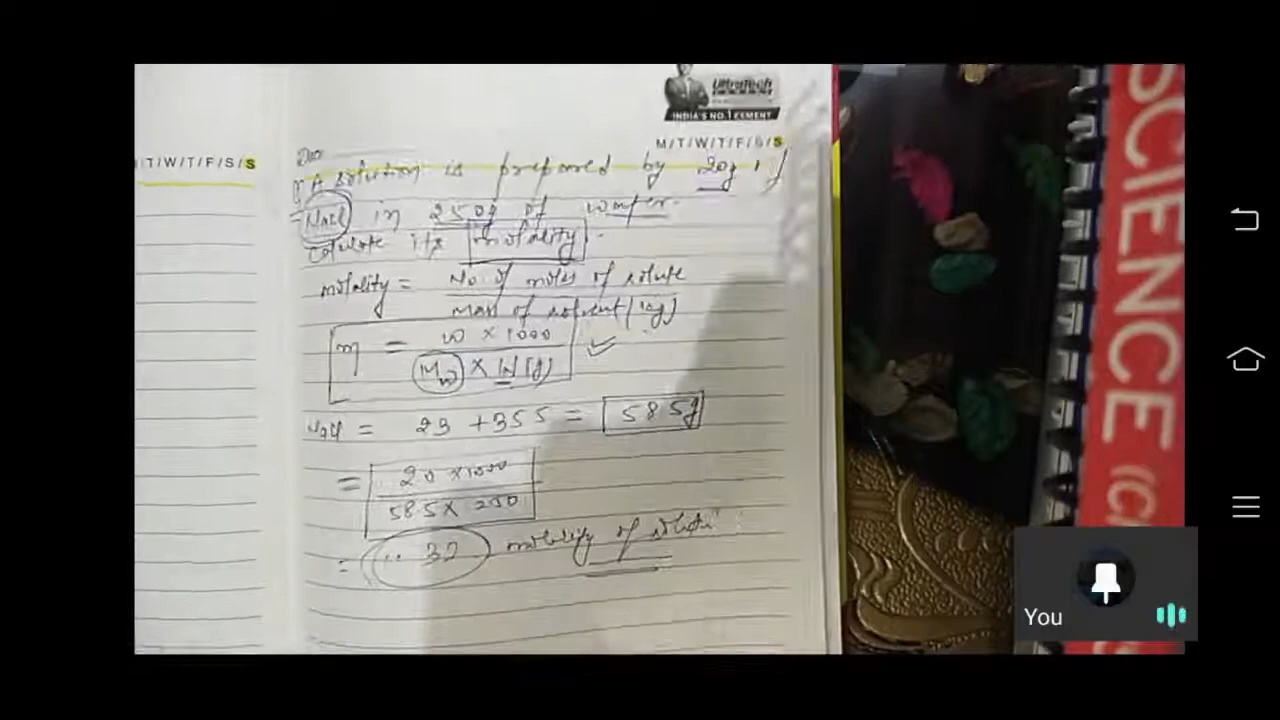 UltraTech
INDIA'S NO.1 CEMENT
M/T/W/T/F/S/S
T/W/T/F/S/S
Q A solution is prepared by 20g of
NaCl in 250g of water.
calculate its molality.
molality = No. of moles of solute
mass of solvent (kg)
m = w × 1000
Mw × W(g)
NaCl = 23 + 35 5 = 58 5g
= 20 × 1000
58.5 × 250
= 37 molality of
SCIENCE
You